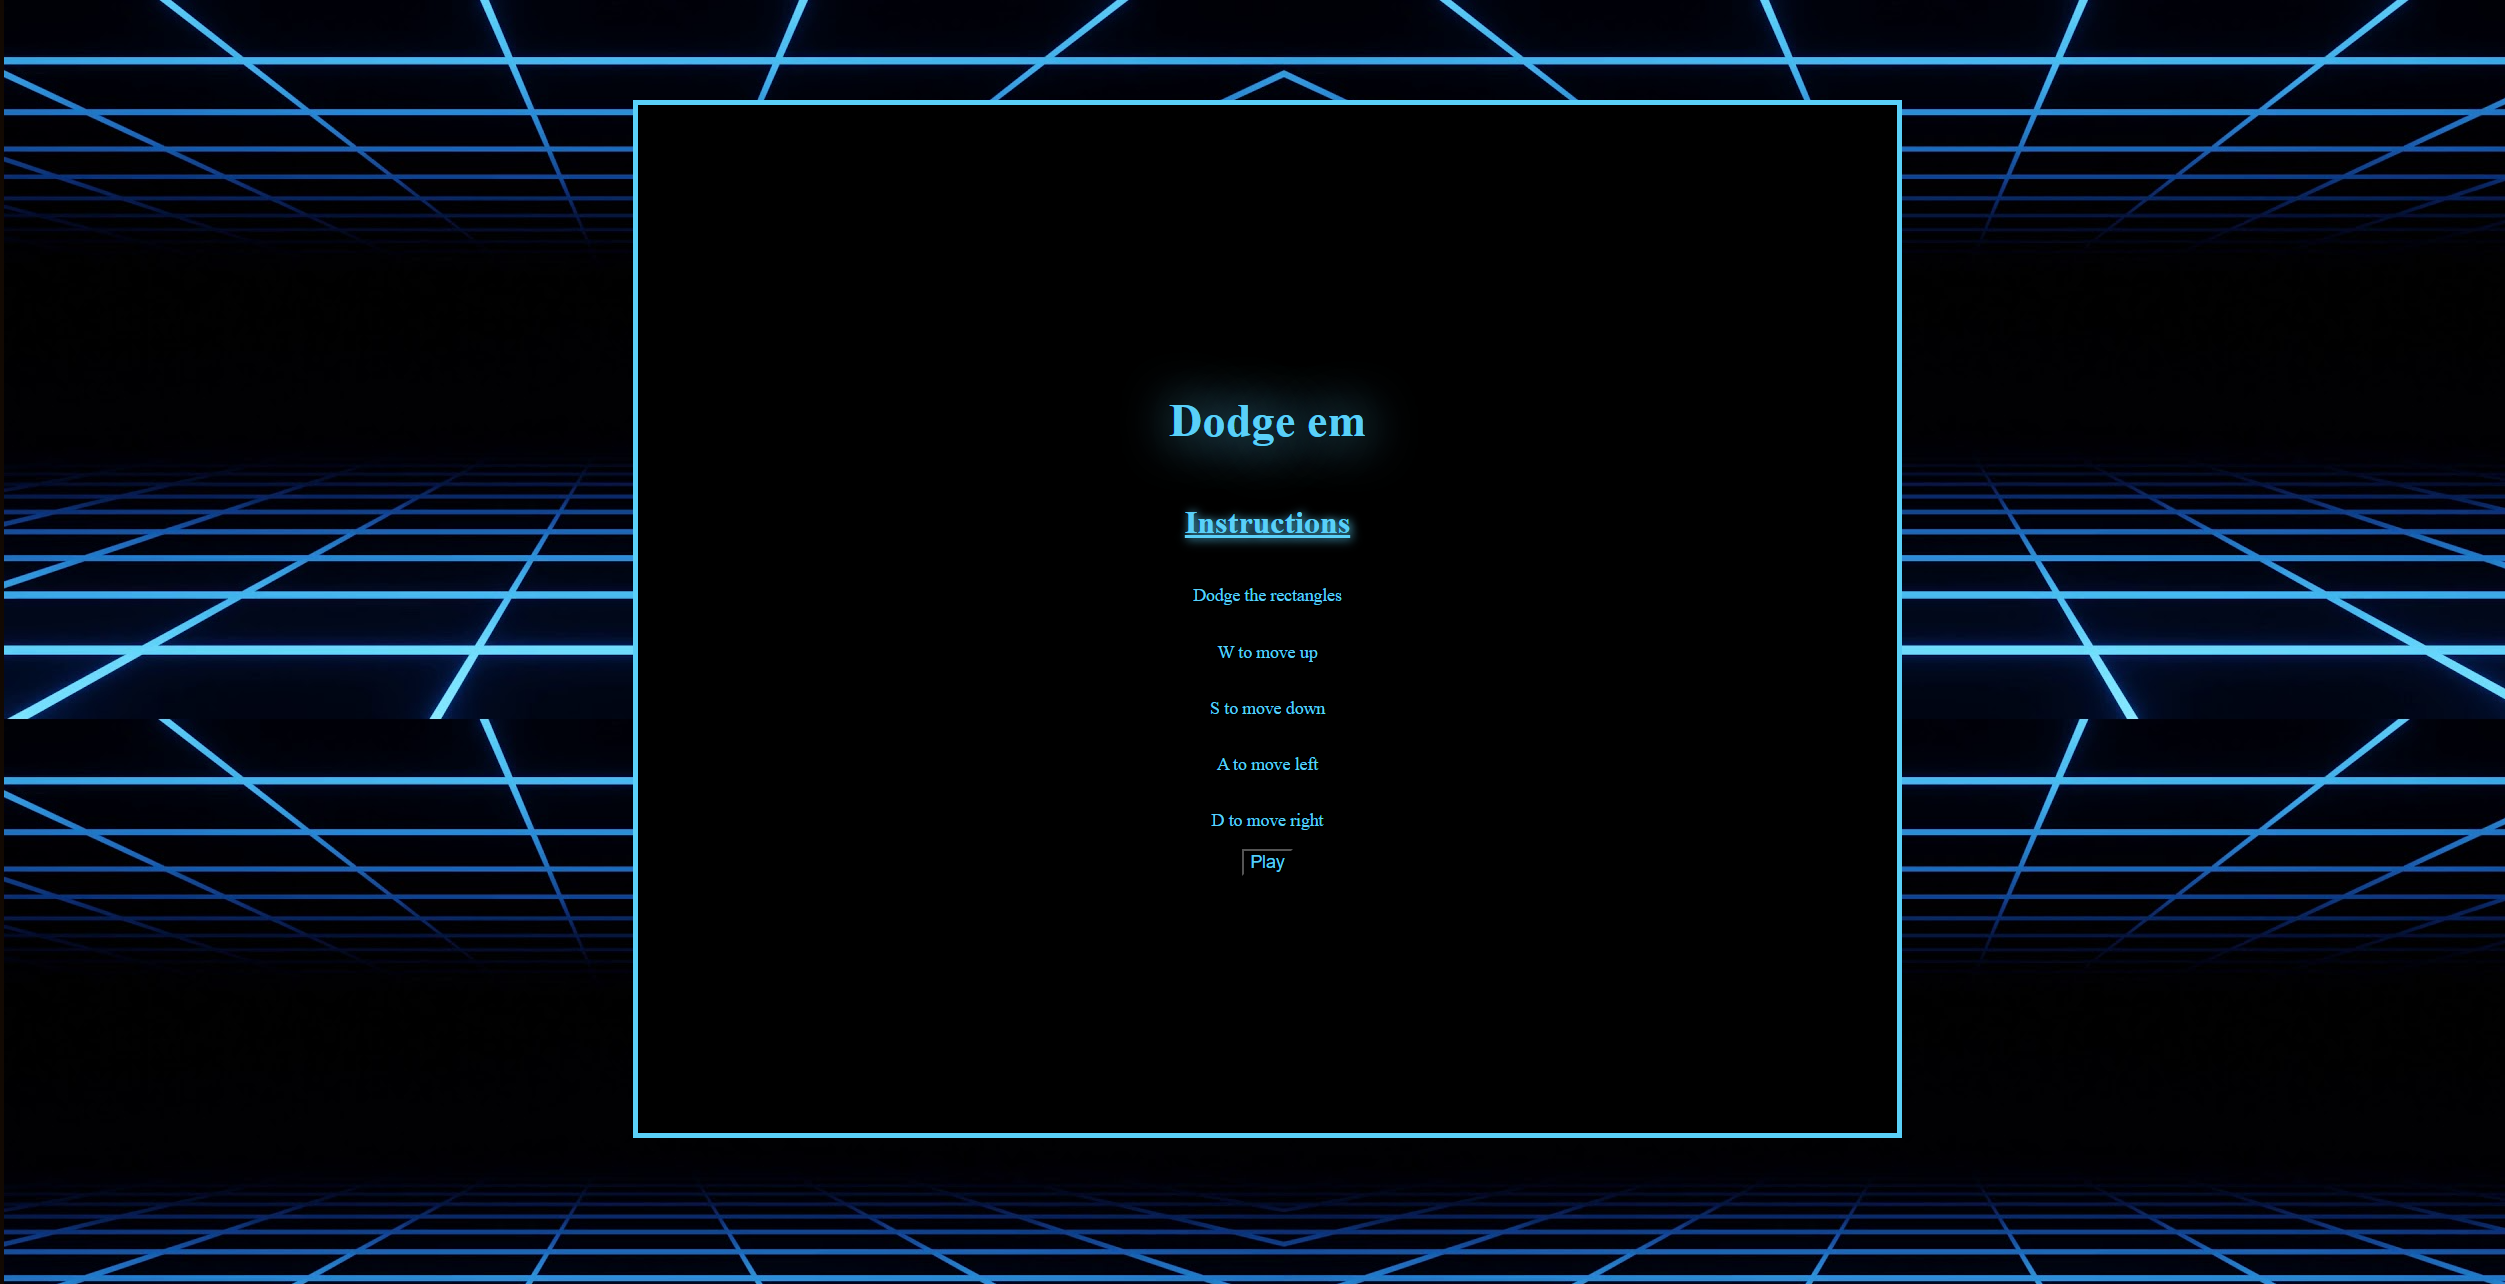 Dodge em
Instructions
Dodge the rectangles
W to move up
S to move down
A to move left
D to move right
Play